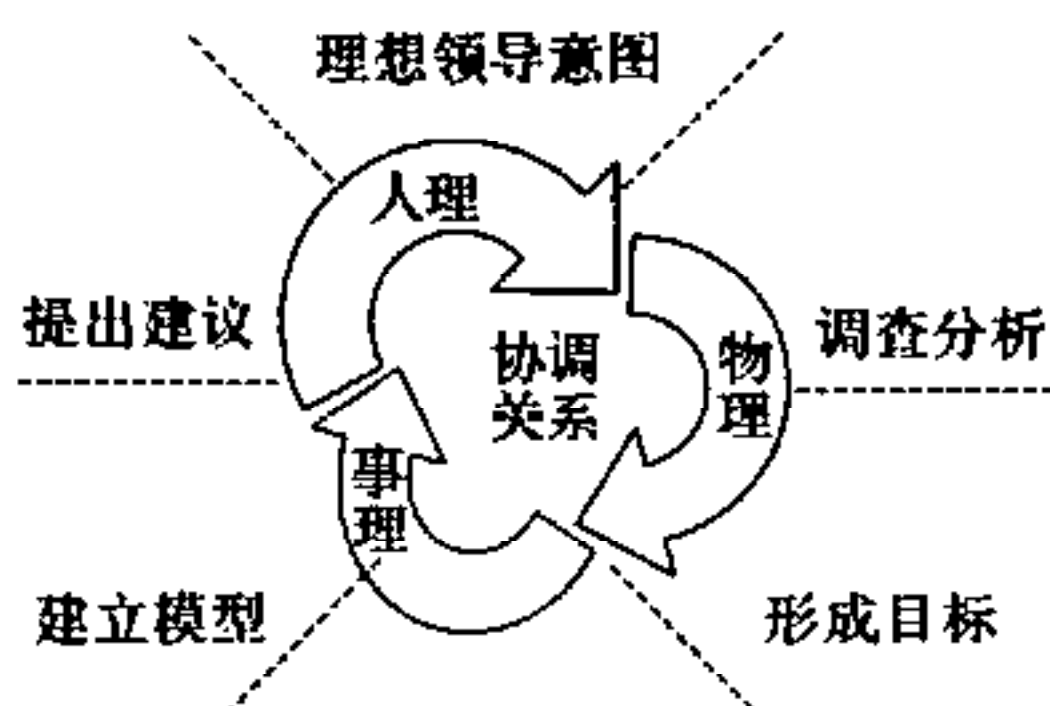 理想领导意图
人理
提出建议
协调
关系
物
理
调查分析
事
理
建立模型
形成目标